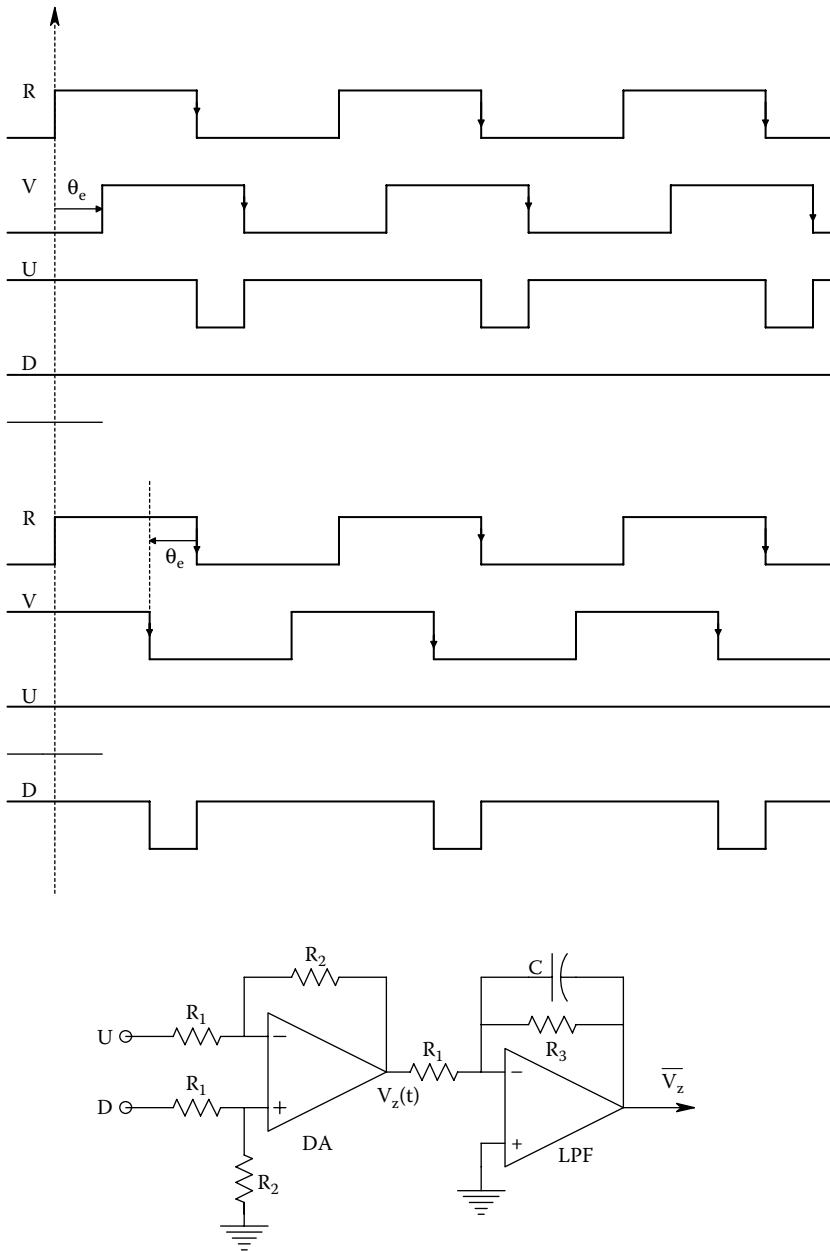 R
V
θe
U
D
R
θe
V
U
D
R2
C
U
R1
−
R1
R3
−
Vz
D
R1
+
Vz(t)
DA
+
LPF
R2